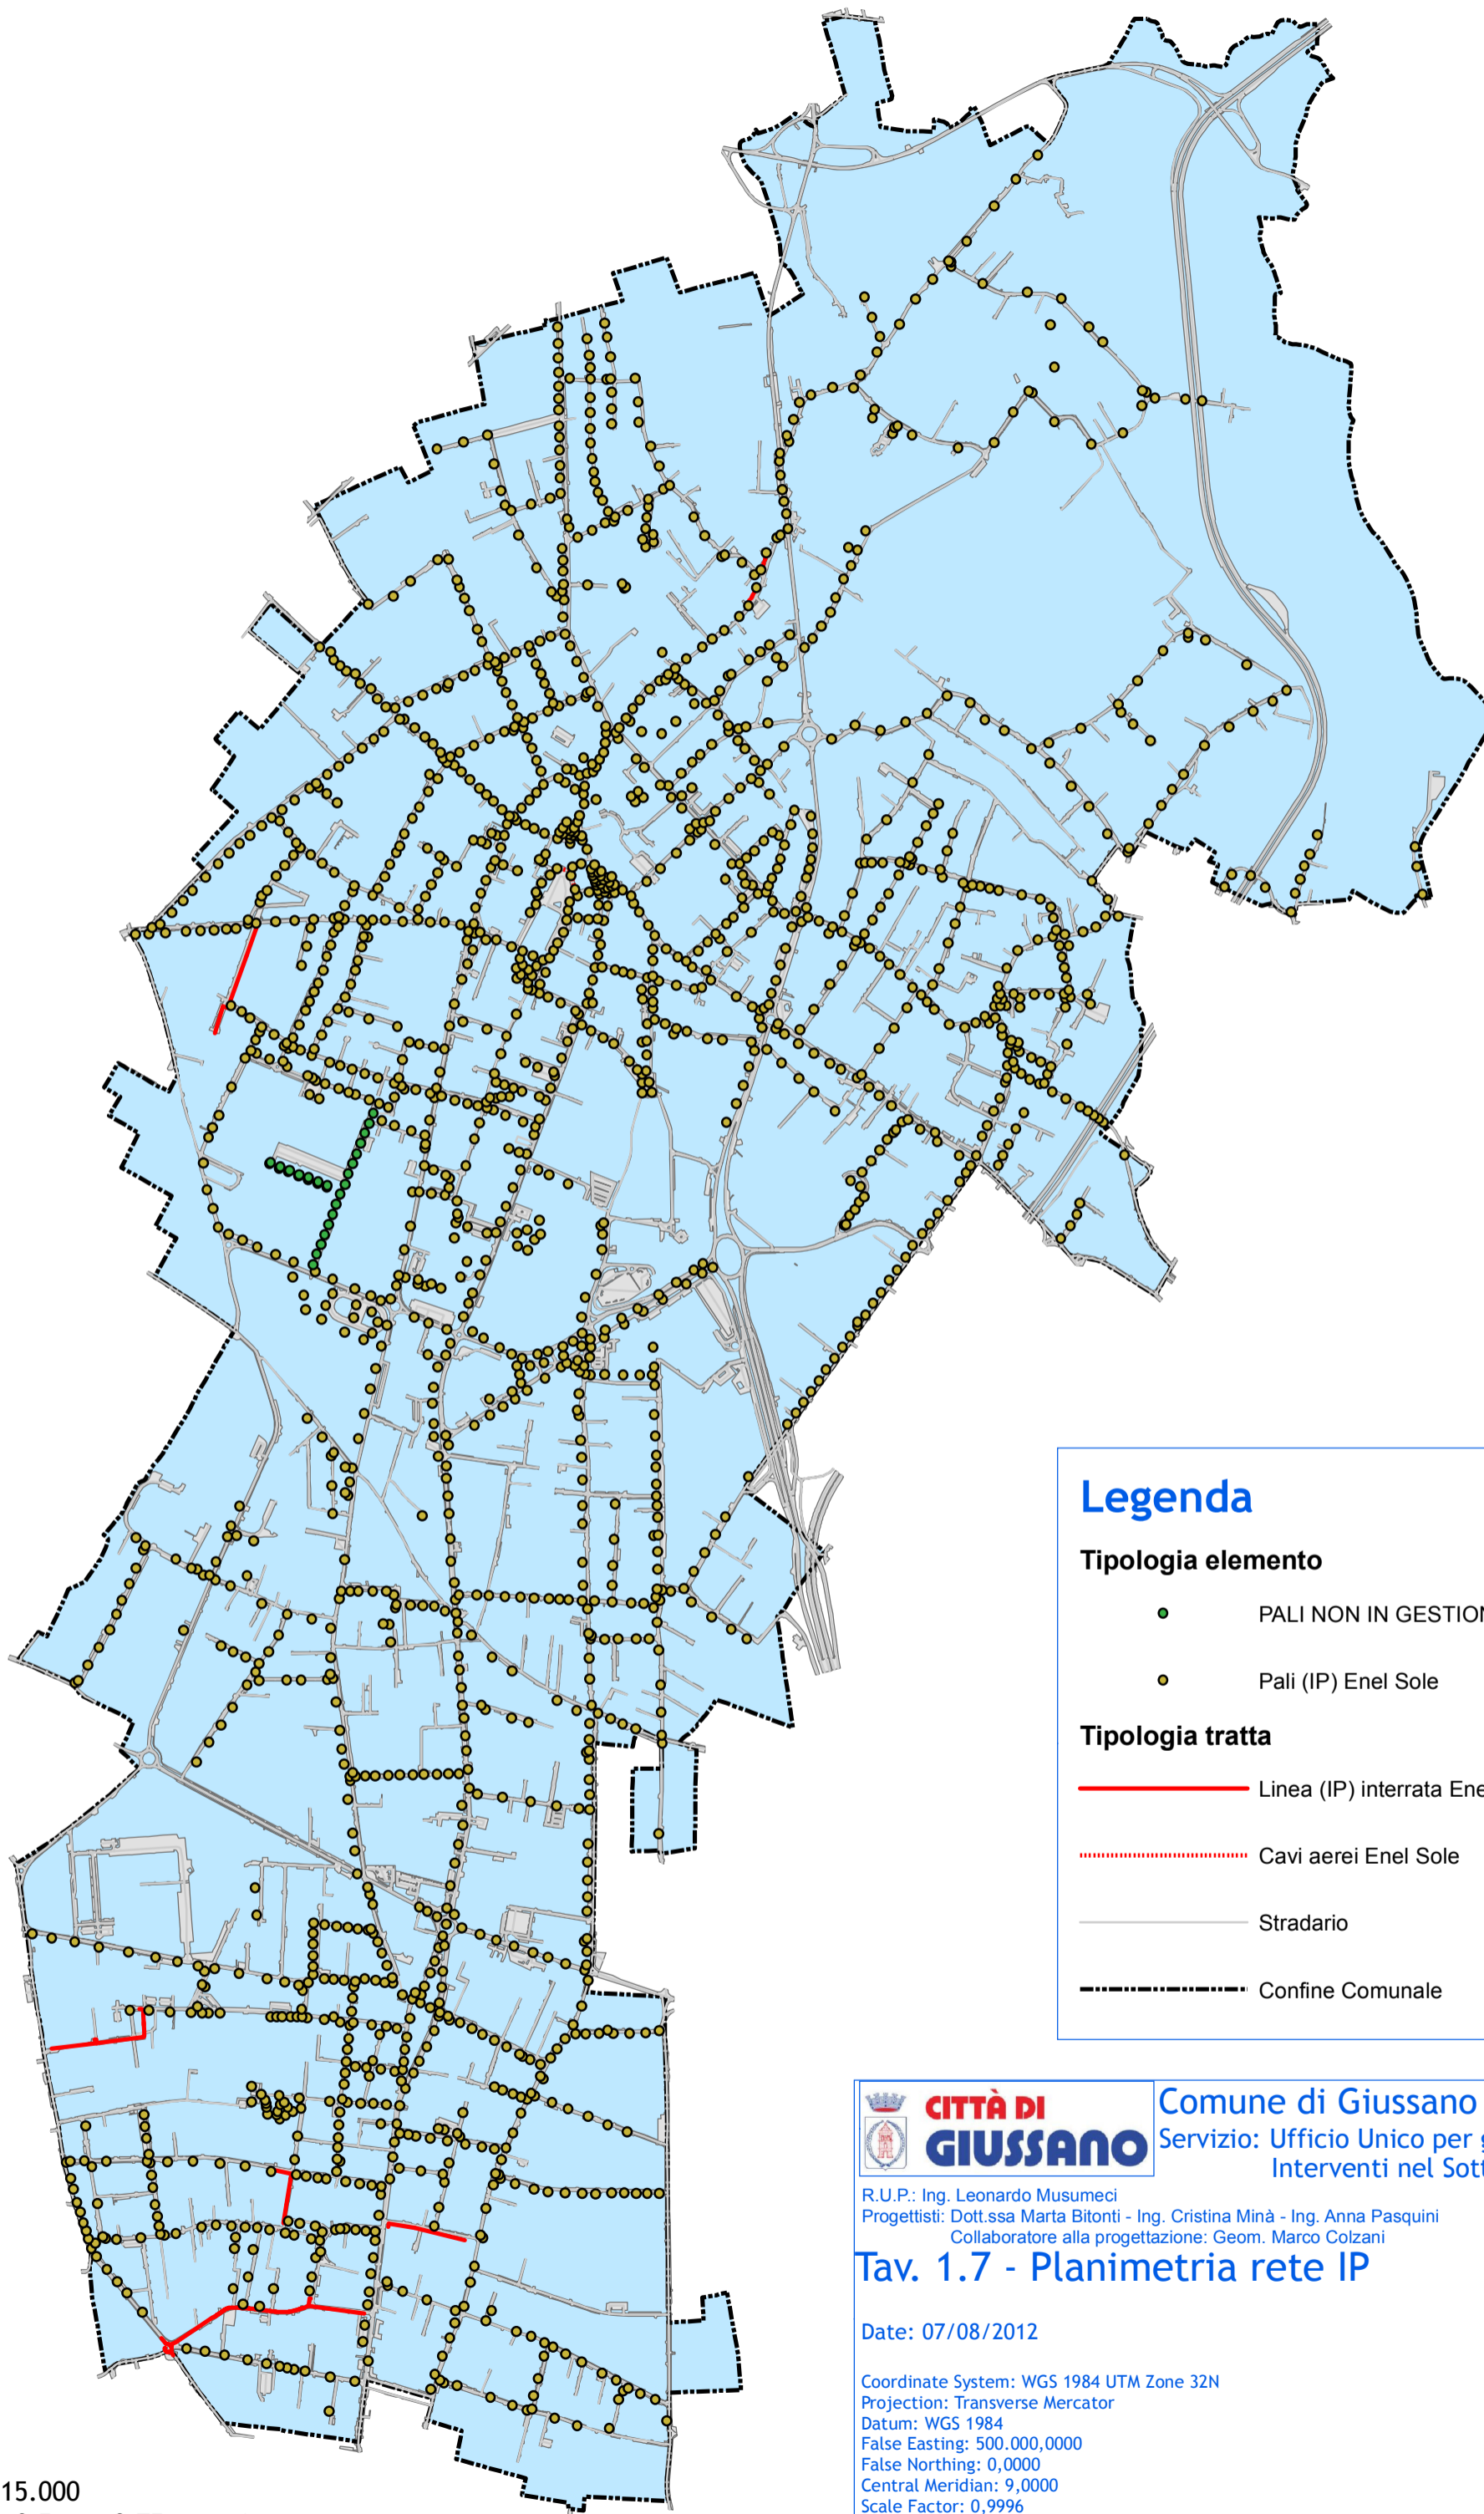 Legenda
Tipologia elemento
PALI NON IN GESTION
Pali (IP) Enel Sole
Tipologia tratta
Linea (IP) interrata Ene
Cavi aerei Enel Sole
Stradario
Confine Comunale
CITTÀ DI
GIUSSANO
Comune di Giussano
Servizio: Ufficio Unico per g
Interventi nel Sott
R.U.P.: Ing. Leonardo Musumeci
Progettisti: Dott.ssa Marta Bitonti - Ing. Cristina Minà - Ing. Anna Pasquini
Collaboratore alla progettazione: Geom. Marco Colzani
Tav. 1.7 - Planimetria rete IP
Date: 07/08/2012
Coordinate System: WGS 1984 UTM Zone 32N
Projection: Transverse Mercator
Datum: WGS 1984
False Easting: 500.000,0000
False Northing: 0,0000
Central Meridian: 9,0000
Scale Factor: 0,9996
15.000